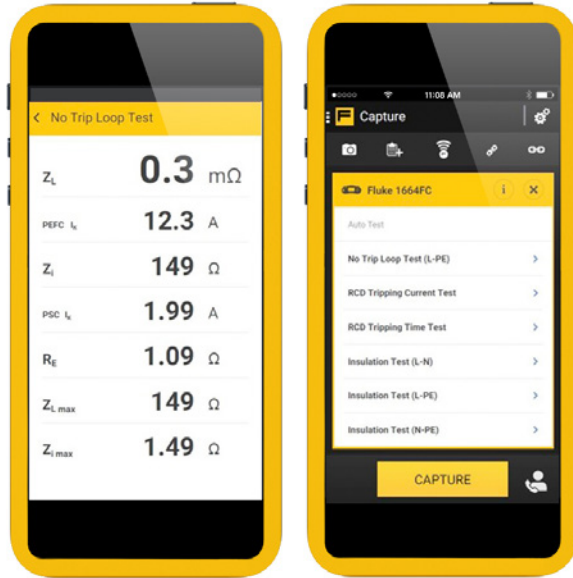 No Trip Loop Test
ZL 0.3 mΩ
PEFC Ik 12.3 A
Zi 149 Ω
PSC Ik 1.99 A
RE 1.09 Ω
ZL max 149 Ω
Zi max 1.49 Ω
11:08 AM
F Capture
Fluke 1664FC i
Auto Test
No Trip Loop Test (L-PE)
RCD Tripping Current Test
RCD Tripping Time Test
Insulation Test (L-N)
Insulation Test (L-PE)
Insulation Test (N-PE)
CAPTURE